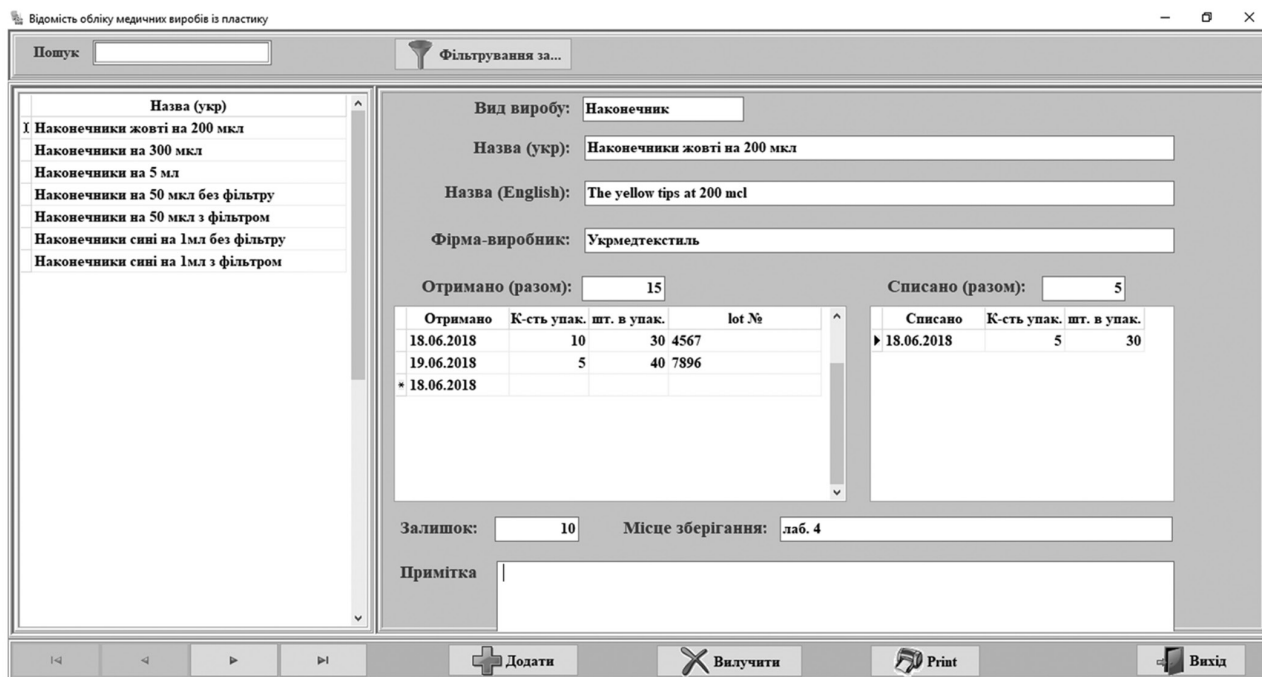 Відомість обліку медичних виробів із пластику
Пошук
Фільтрування за...
Назва (укр)
Наконечники жовті на 200 мкл
Наконечники на 300 мкл
Наконечники на 5 мл
Наконечники на 50 мкл без фільтру
Наконечники на 50 мкл з фільтром
Наконечники сині на 1мл без фільтру
Наконечники сині на 1мл з фільтром
Вид виробу: Наконечник
Назва (укр): Наконечники жовті на 200 мкл
Назва (English): The yellow tips at 200 mcl
Фірма-виробник: Укрмедтекстиль
Отримано (разом): 15
Отримано К-сть упак. шт. в упак. lot №
18.06.2018 10 30 4567
19.06.2018 5 40 7896
* 18.06.2018
Списано (разом): 5
Списано К-сть упак. шт. в упак.
18.06.2018 5 30
Залишок: 10 Місце зберігання: лаб. 4
Примітка
Додати Вилучити Print Вихід